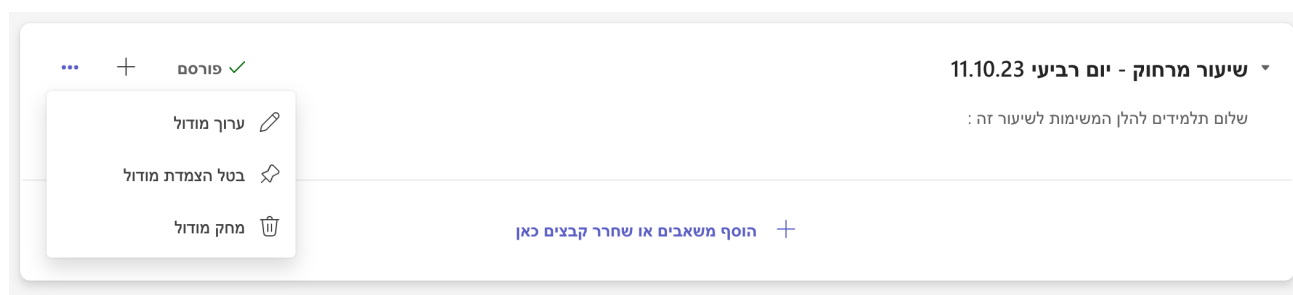 שיעור מרחוק - יום רביעי 11.10.23
פורסם
שלום תלמידים להלן המשימות לשיעור זה :
ערוך מודול
בטל הצמדת מודול
מחק מודול
הוסף משאבים או שחרר קבצים כאן